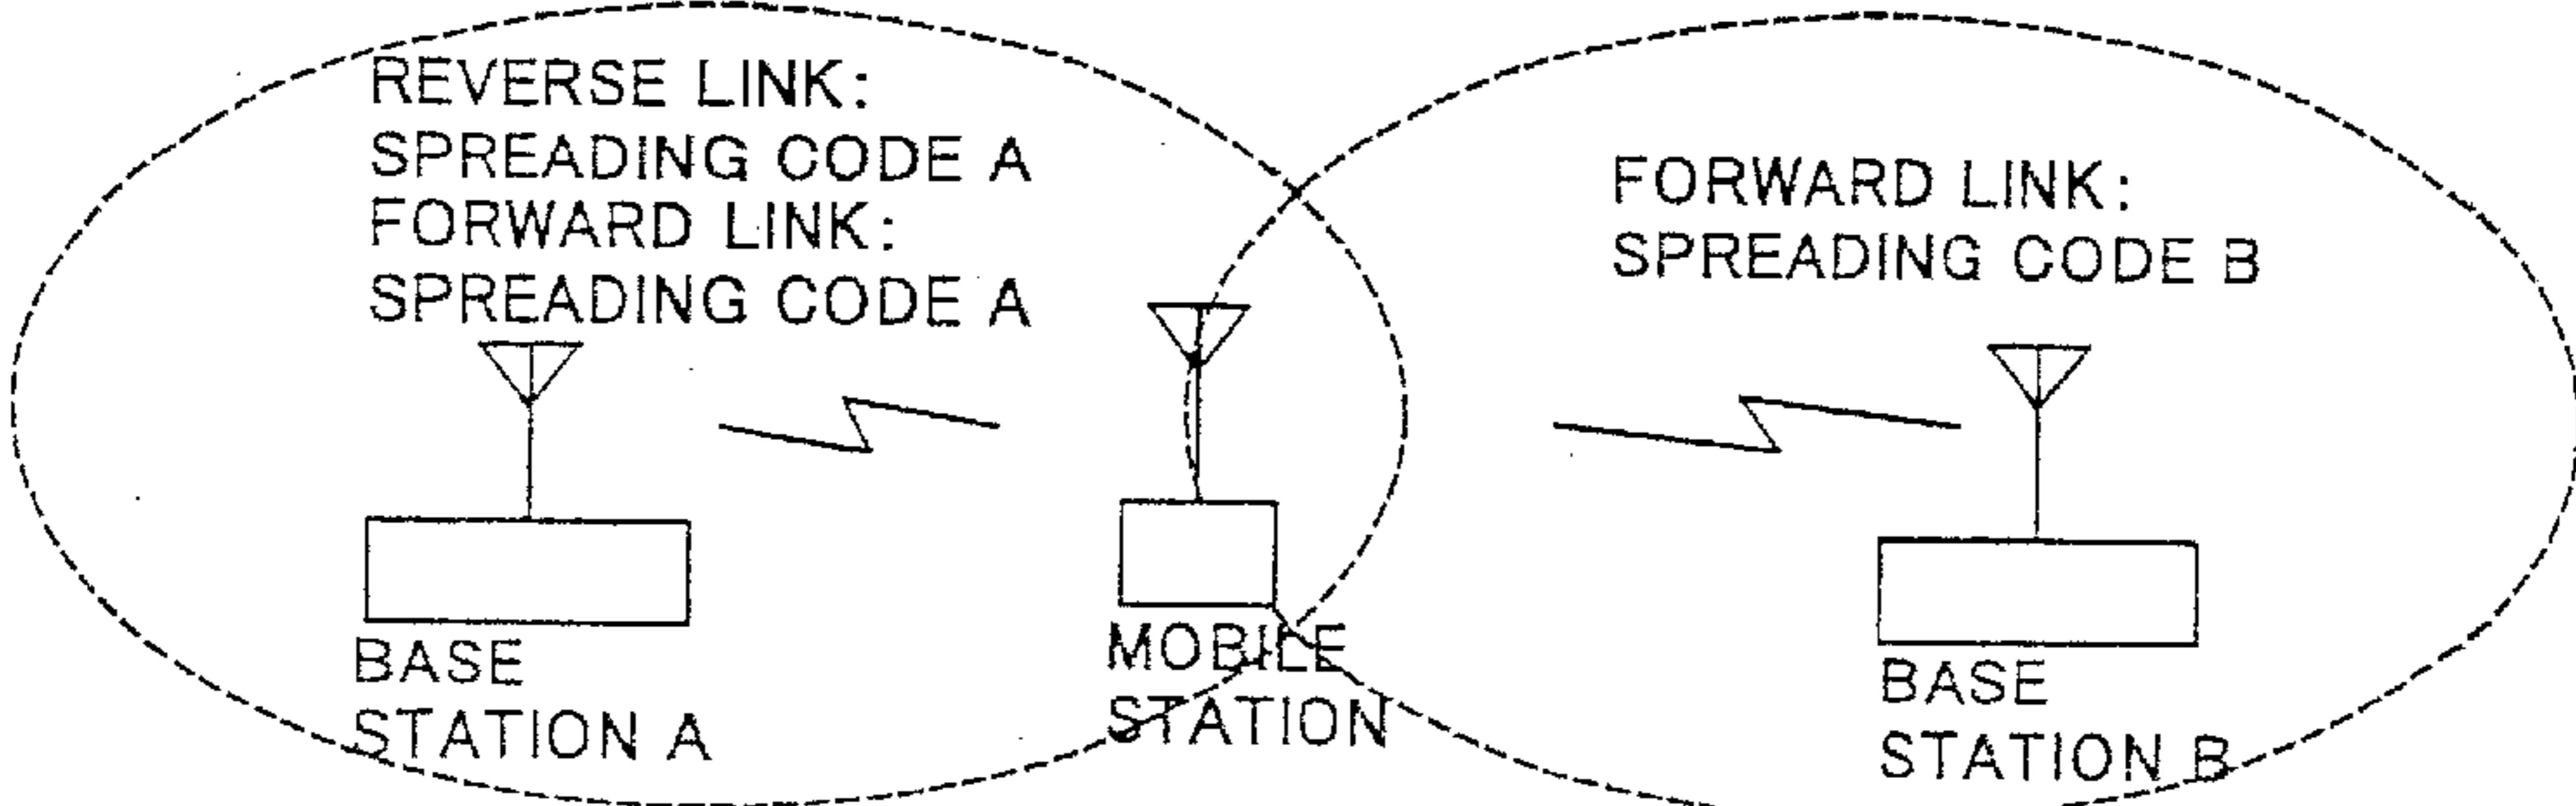 REVERSE LINK:
SPREADING CODE A
FORWARD LINK:
SPREADING CODE A
FORWARD LINK:
SPREADING CODE B
BASE
STATION A
MOBILE
STATION
BASE
STATION B